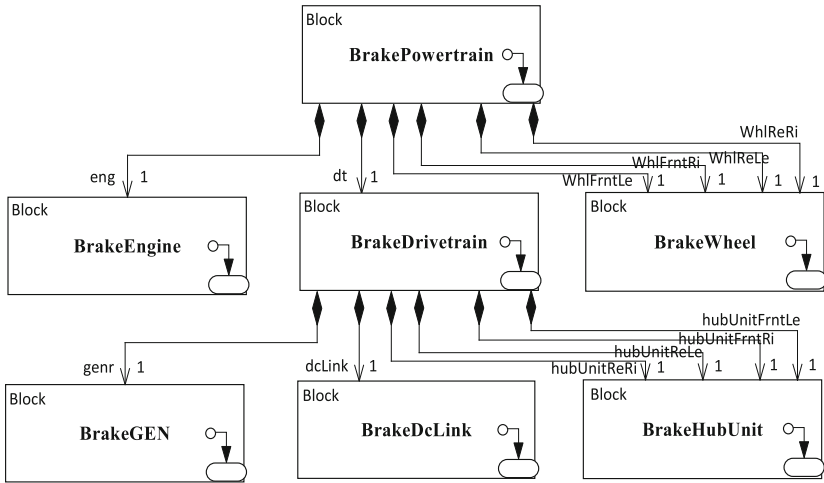 Block
BrakePowertrain
WhlReRi
WhlFrntRi
WhlReLe
eng
1
dt
1
WhlFrntLe
1
1
1
1
Block
BrakeEngine
Block
BrakeDrivetrain
Block
BrakeWheel
hubUnitFrntLe
hubUnitFrntRi
hubUnitReLe
genr
1
dcLink
1
hubUnitReRi
1
1
1
1
Block
BrakeGEN
Block
BrakeDcLink
Block
BrakeHubUnit